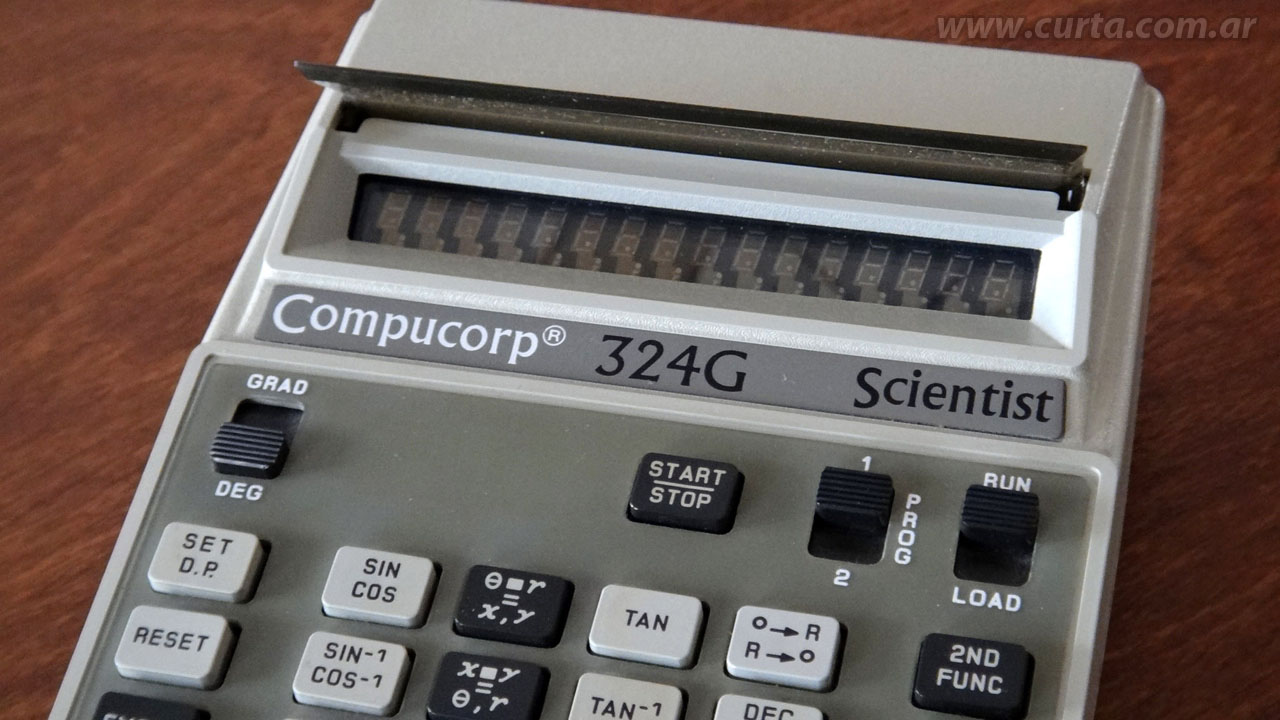 www.curta.com.ar
Compucorp® 324G Scientist
GRAD
DEG
START
STOP
1
2
PROG
RUN
LOAD
SET
D.P.
SIN
COS
θ■r
=
x,y
TAN
O→R
R→O
2ND
FUNC
RESET
SIN-1
COS-1
x■y
=
θ,r
TAN-1
DEC